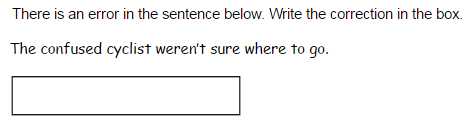 There is an error in the sentence below. Write the correction in the box.
The confused cyclist weren't sure where to go.